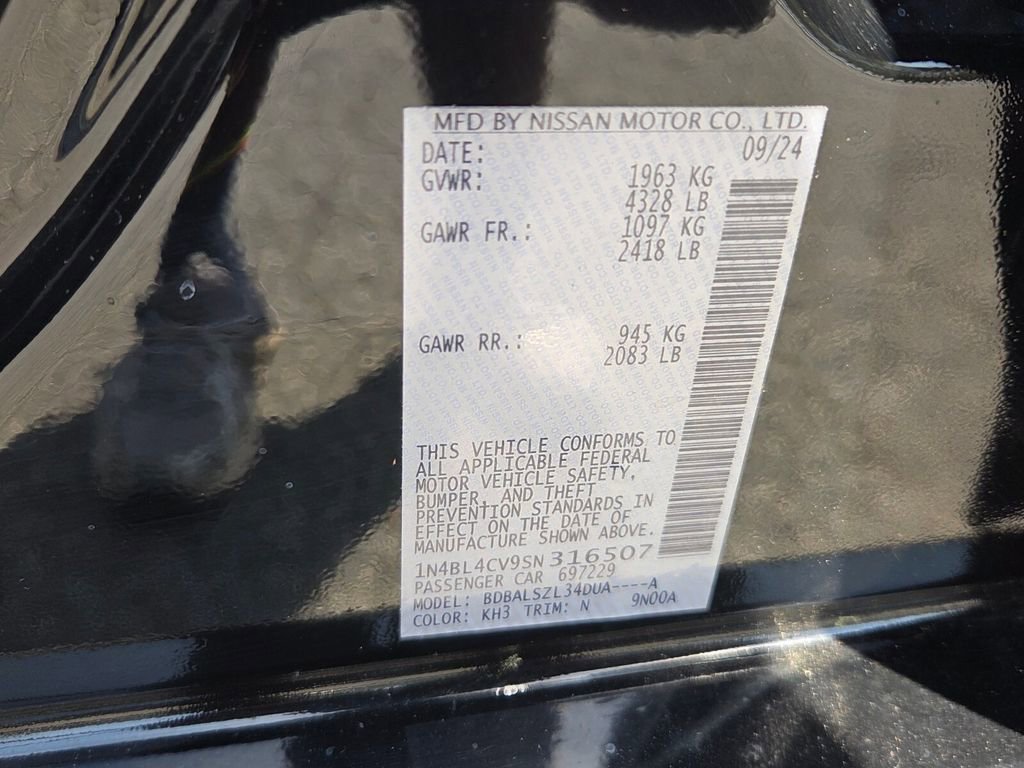 MFD BY NISSAN MOTOR CO., LTD.
DATE: 09/24
GVWR: 1963 KG
4328 LB
GAWR FR.: 1097 KG
2418 LB
GAWR RR.: 945 KG
2083 LB
THIS VEHICLE CONFORMS TO
ALL APPLICABLE FEDERAL
MOTOR VEHICLE SAFETY,
BUMPER, AND THEFT
PREVENTION STANDARDS IN
EFFECT ON THE DATE OF
MANUFACTURE SHOWN ABOVE.
1N4BL4CV9SN316507
PASSENGER CAR 697229
MODEL: BDBALSZL34DUA----A
COLOR: KH3 TRIM: N 9N00A